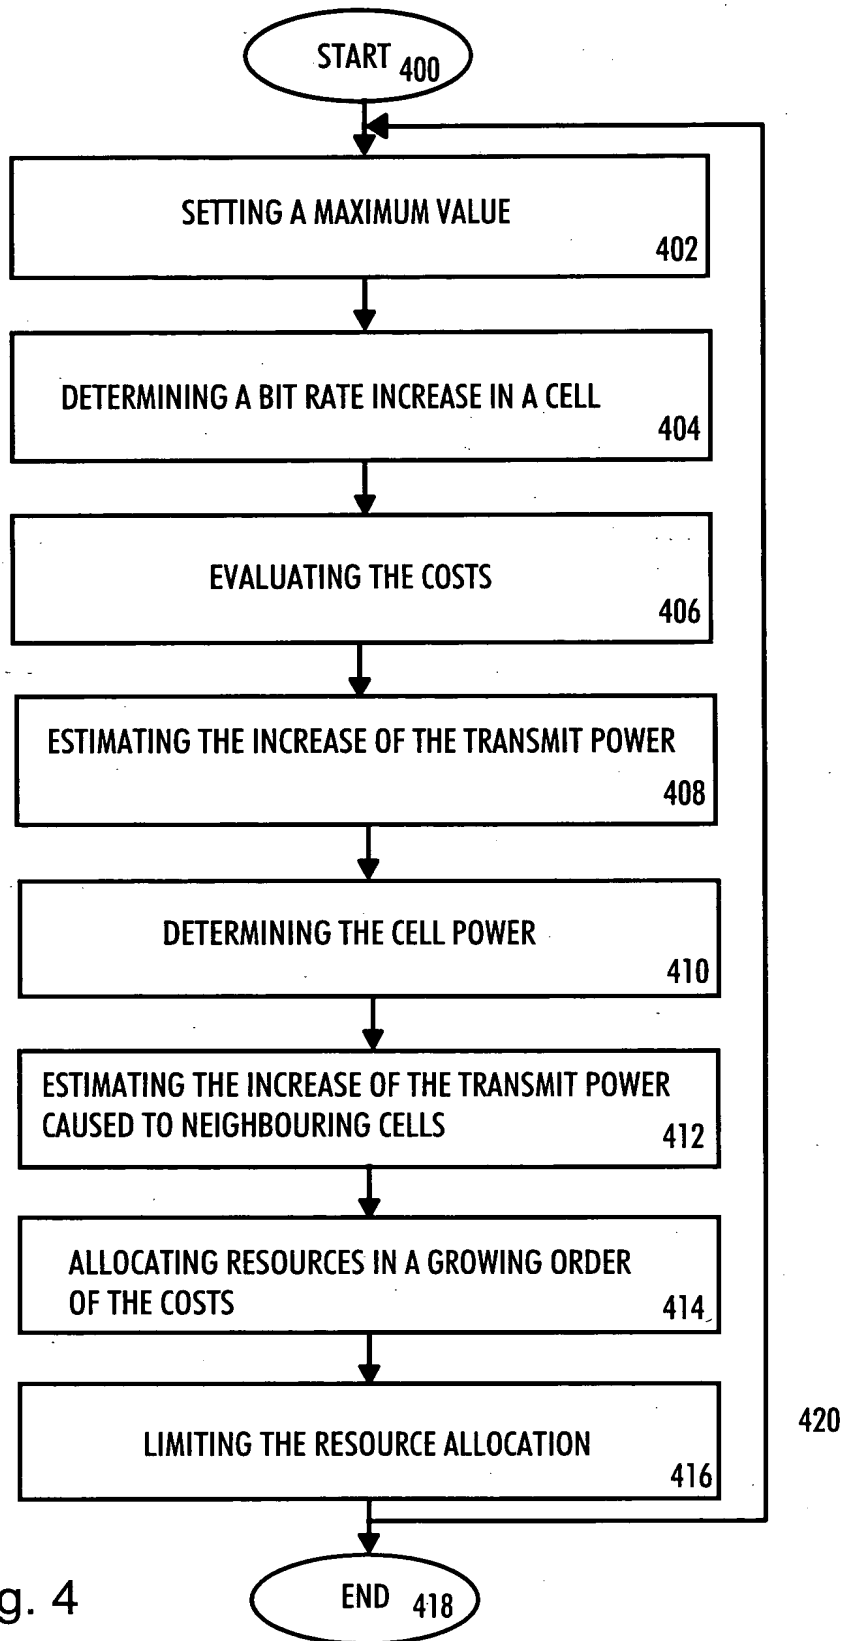 START 400
SETTING A MAXIMUM VALUE
402
DETERMINING A BIT RATE INCREASE IN A CELL
404
EVALUATING THE COSTS
406
ESTIMATING THE INCREASE OF THE TRANSMIT POWER
408
DETERMINING THE CELL POWER
410
ESTIMATING THE INCREASE OF THE TRANSMIT POWER
CAUSED TO NEIGHBOURING CELLS
412
ALLOCATING RESOURCES IN A GROWING ORDER
OF THE COSTS
414
LIMITING THE RESOURCE ALLOCATION
416
420
END 418
g. 4